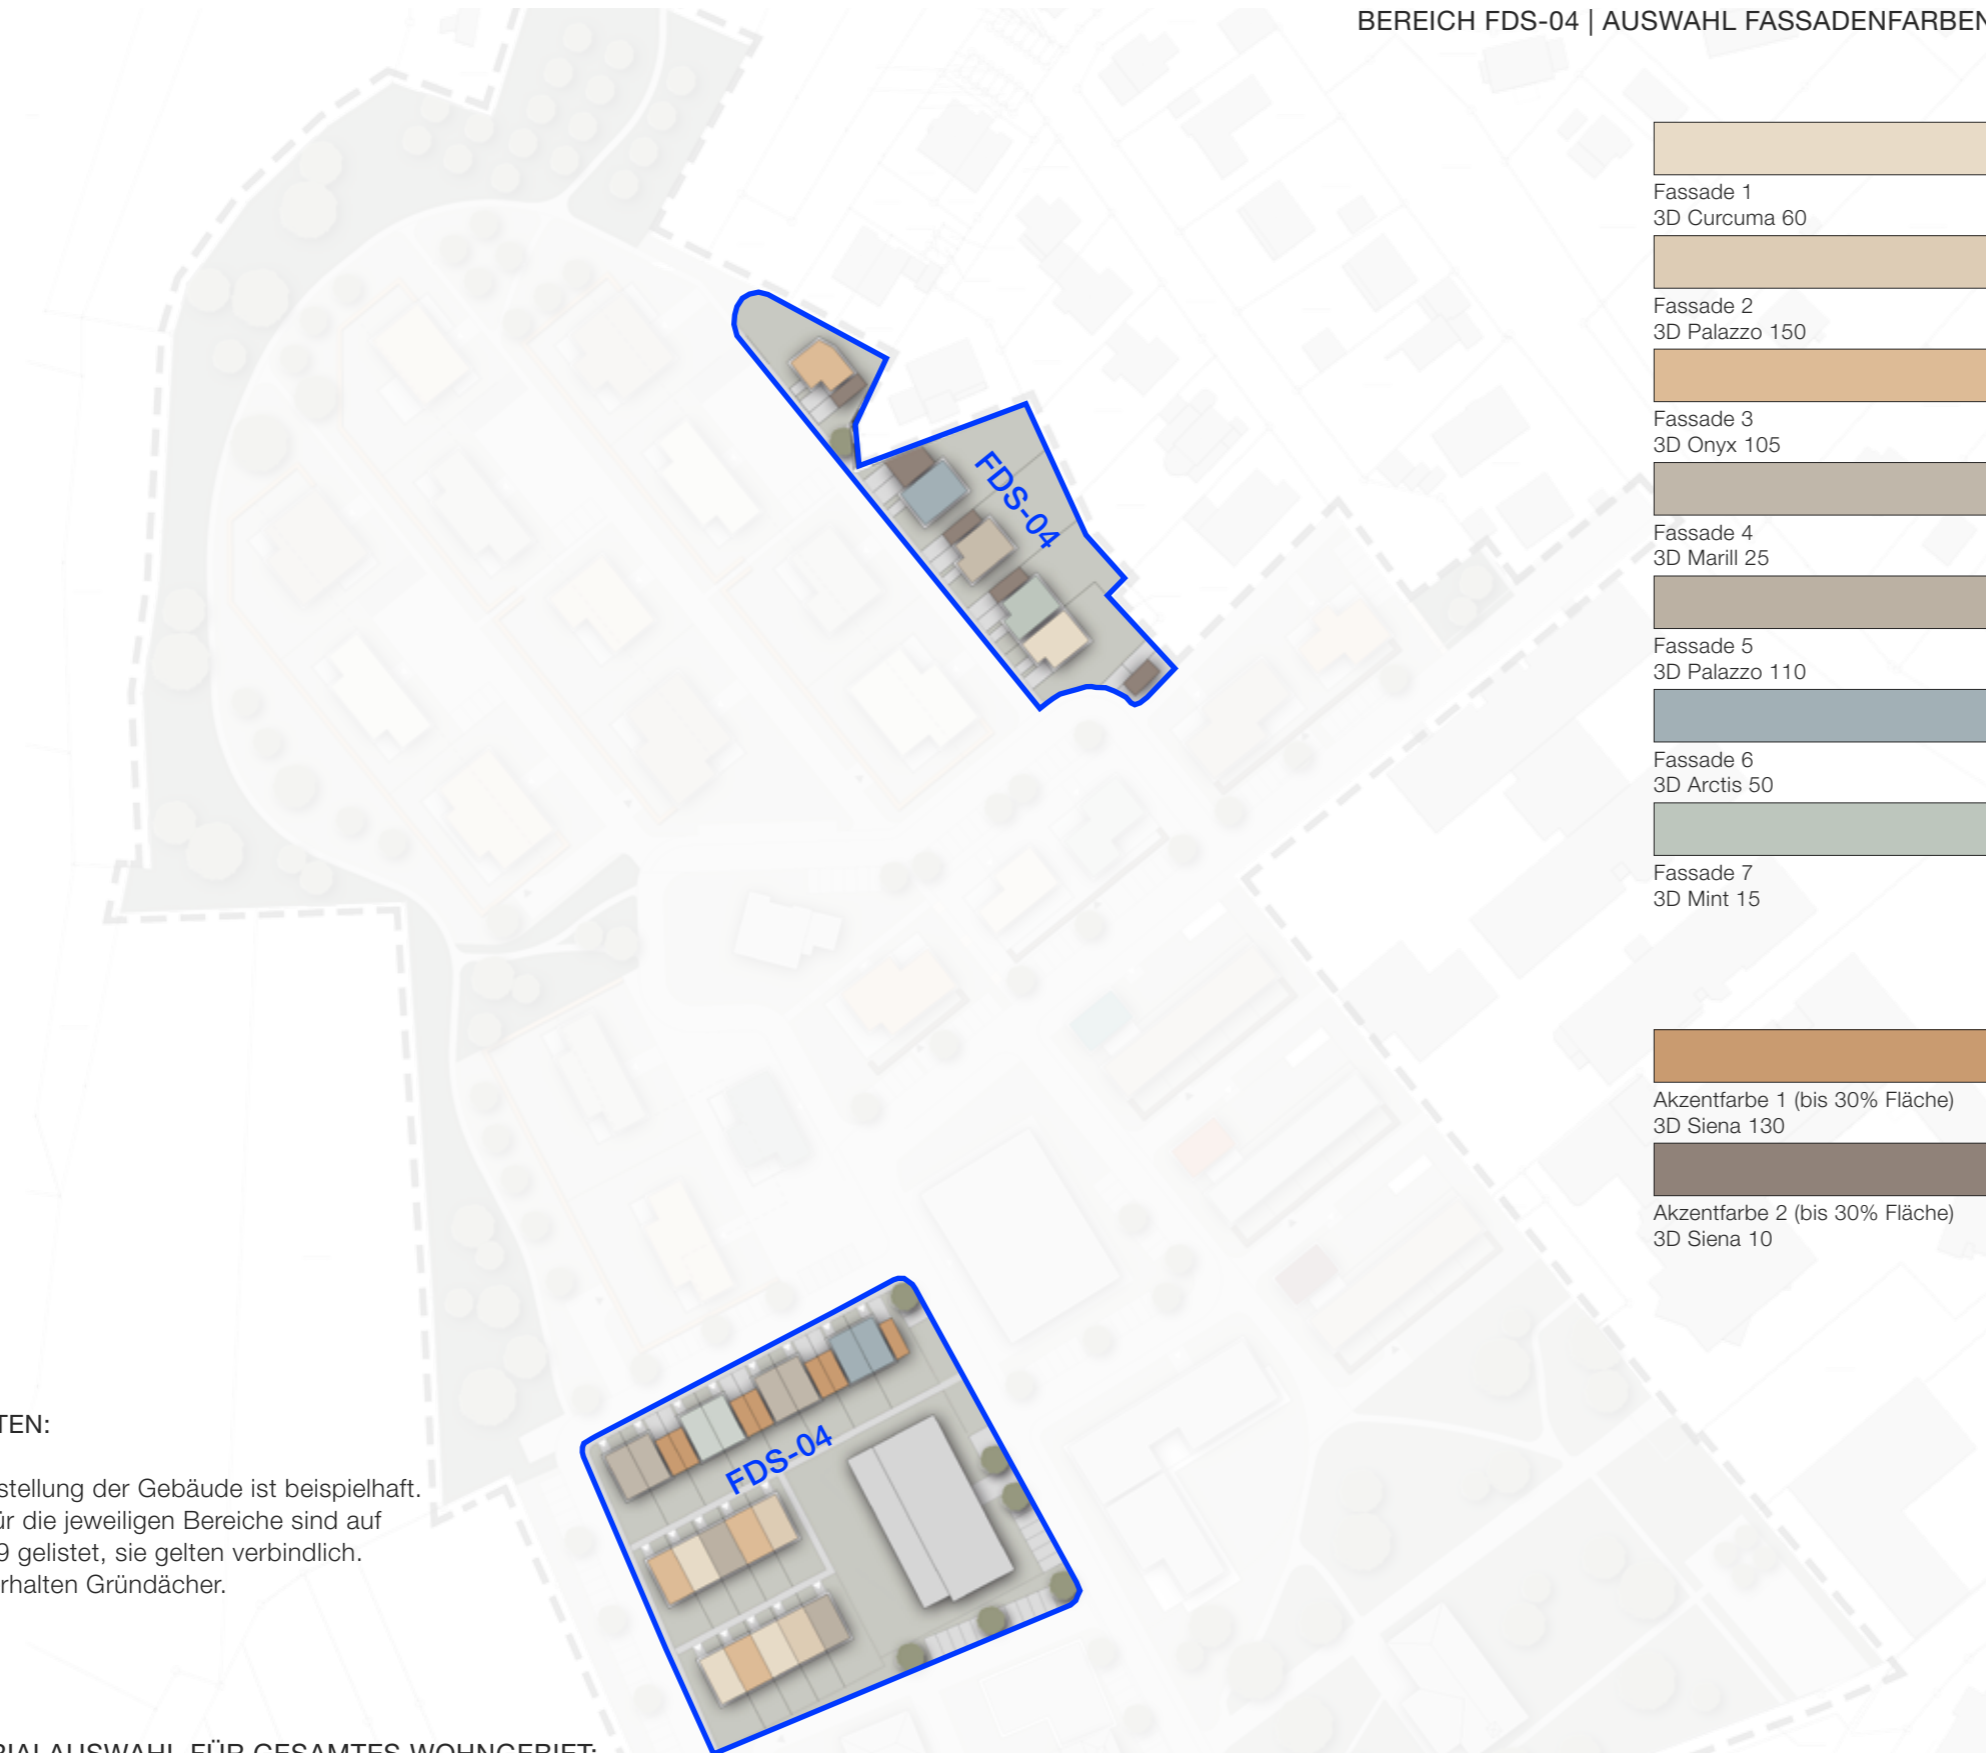 BEREICH FDS-04 | AUSWAHL FASSADENFARBEN
Fassade 1
3D Curcuma 60
Fassade 2
3D Palazzo 150
Fassade 3
3D Onyx 105
Fassade 4
3D Marill 25
Fassade 5
3D Palazzo 110
Fassade 6
3D Arctis 50
Fassade 7
3D Mint 15
Akzentfarbe 1 (bis 30% Fläche)
3D Siena 130
Akzentfarbe 2 (bis 30% Fläche)
3D Siena 10
FDS-04
FDS-04
TEN:
stellung der Gebäude ist beispielhaft.
ür die jeweiligen Bereiche sind auf
9 gelistet, sie gelten verbindlich.
rhalten Gründächer.
RIALAUSWAHL FÜR GESAMTES WOHNGEBIET: